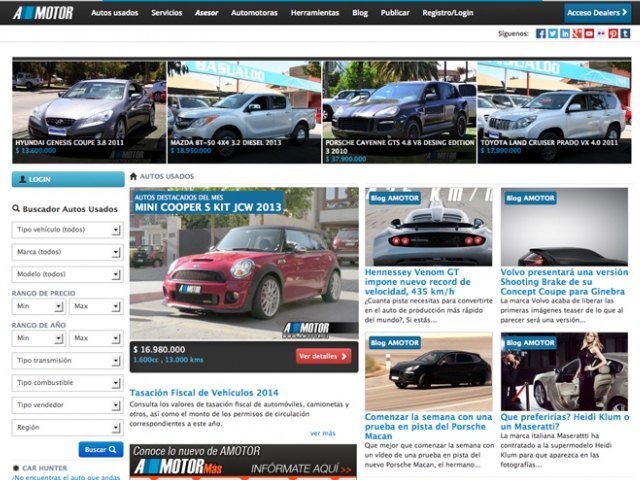 AMOTOR
Autos usados Servicios Asesor Automotoras Herramientas Blog Publicar Registro/Login Acceso Dealers
Síguenos:
HYUNDAI GENESIS COUPE 3.8 2011
$ 13.600.000
MAZDA BT-50 4X4 3.2 DIESEL 2013
$ 18.950.000
PORSCHE CAYENNE GTS 4.8 V8 DESING EDITION
3 2010
$ 37.900.000
TOYOTA LAND CRUISER PRADO VX 4.0 2011
$ 17.990.000
LOGIN
Buscador Autos Usados
Tipo vehículo (todos)
Marca (todos)
Modelo (todos)
RANGO DE PRECIO
Min Max
RANGO DE AÑO
Min Max
Tipo transmisión
Tipo combustible
Tipo vendedor
Región
Buscar
CAR HUNTER
¿No encuentras el auto que andas
AUTOS USADOS
AUTOS DESTACADOS DEL MES
MINI COOPER S KIT JCW 2013
AMOTOR
$ 16.980.000
1.600cc , 13.000 kms
Ver detalles
Tasación Fiscal de Vehículos 2014
Consulta los valores de tasación fiscal de automóviles, camionetas y
otros, así como el monto de los permisos de circulación
correspondientes a este año.
ver más
Conoce lo nuevo de AMOTOR
AMOTOR Más INFÓRMATE AQUÍ >>
Blog AMOTOR
Hennessey Venom GT
impone nuevo record de
velocidad, 435 km/h
¿Cuánta pista necesitas para convertirte
en el auto de producción más rápido
del mundo?, Si estás...
Blog AMOTOR
Volvo presentará una versión
Shooting Brake de su
Concept Coupe para Ginebra
La marca Volvo acaba de liberar las
primeras imágenes teaser de lo que al
parecer será una versión...
Blog AMOTOR
Comenzar la semana con una
prueba en pista del Porsche
Macan
Que mejor que comenzar la semana con
un vídeo de una prueba en pista del
nuevo Porsche Macan, el hermano...
Blog AMOTOR
Que preferirías? Heidi Klum o
un Maseratti?
La marca italiana Maserattti ha
contratado a la supermodelo Heidi
Klum para que aparezca en las
fotografías...